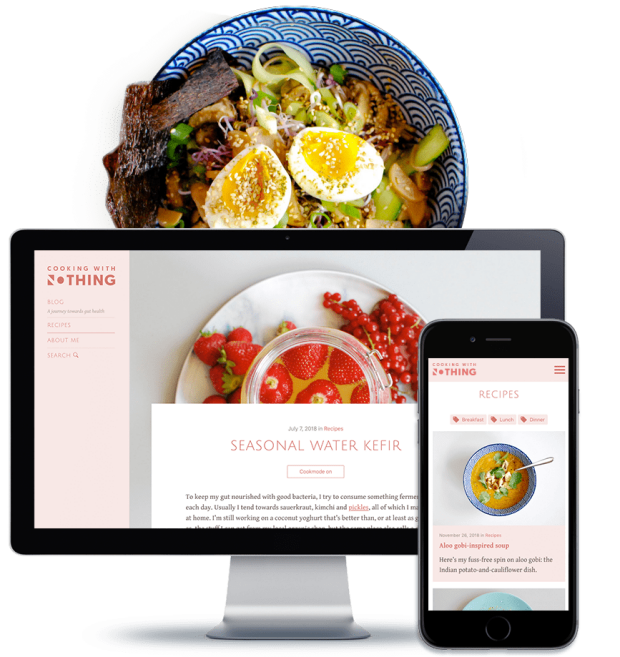 COOKING WITH
NOTHING
BLOG
A journey towards gut health
RECIPES
ABOUT ME
SEARCH
July 7, 2018 in Recipes
SEASONAL WATER KEFIR
Cookmode on
To keep my gut nourished with good bacteria, I try to consume something ferme
each day. Usually I tend towards sauerkraut, kimchi and pickles, all of which I ma
at home. I'm still working on a coconut yoghurt that's better than, or at least as g
COOKING WITH
NOTHING
RECIPES
Breakfast
Lunch
Dinner
November 26, 2018 in Recipes
Aloo gobi-inspired soup
Here's my fuss-free spin on aloo gobi: the
Indian potato-and-cauliflower dish.